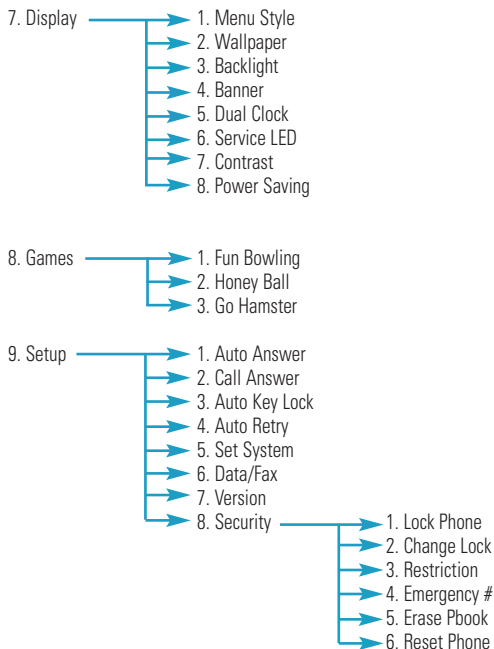 7. Display
1. Menu Style
2. Wallpaper
3. Backlight
4. Banner
5. Dual Clock
6. Service LED
7. Contrast
8. Power Saving
8. Games
1. Fun Bowling
2. Honey Ball
3. Go Hamster
9. Setup
1. Auto Answer
2. Call Answer
3. Auto Key Lock
4. Auto Retry
5. Set System
6. Data/Fax
7. Version
8. Security
1. Lock Phone
2. Change Lock
3. Restriction
4. Emergency #
5. Erase Pbook
6. Reset Phone